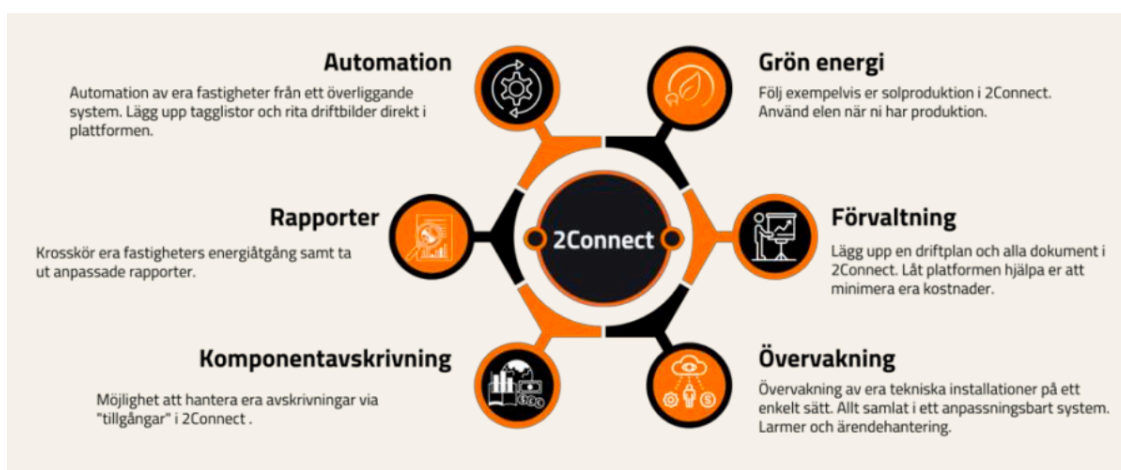 Automation
Automation av era fastigheter från ett överliggande
system. Lägg upp tagglistor och rita driftbilder direkt i
plattformen.
Grön energi
Följ exempelvis er solproduktion i 2Connect.
Använd elen när ni har produktion.
Rapporter
Krosskör era fastigheters energiåtgång samt ta
ut anpassade rapporter.
2Connect
Förvaltning
Lägg upp en driftplan och alla dokument i
2Connect. Låt platformen hjälpa er att
minimera era kostnader.
Komponentavskrivning
Möjlighet att hantera era avskrivningar via
"tillgångar" i 2Connect .
Övervakning
Övervakning av era tekniska installationer på ett
enkelt sätt. Allt samlat i ett anpassningsbart system.
Larmer och ärendehantering.